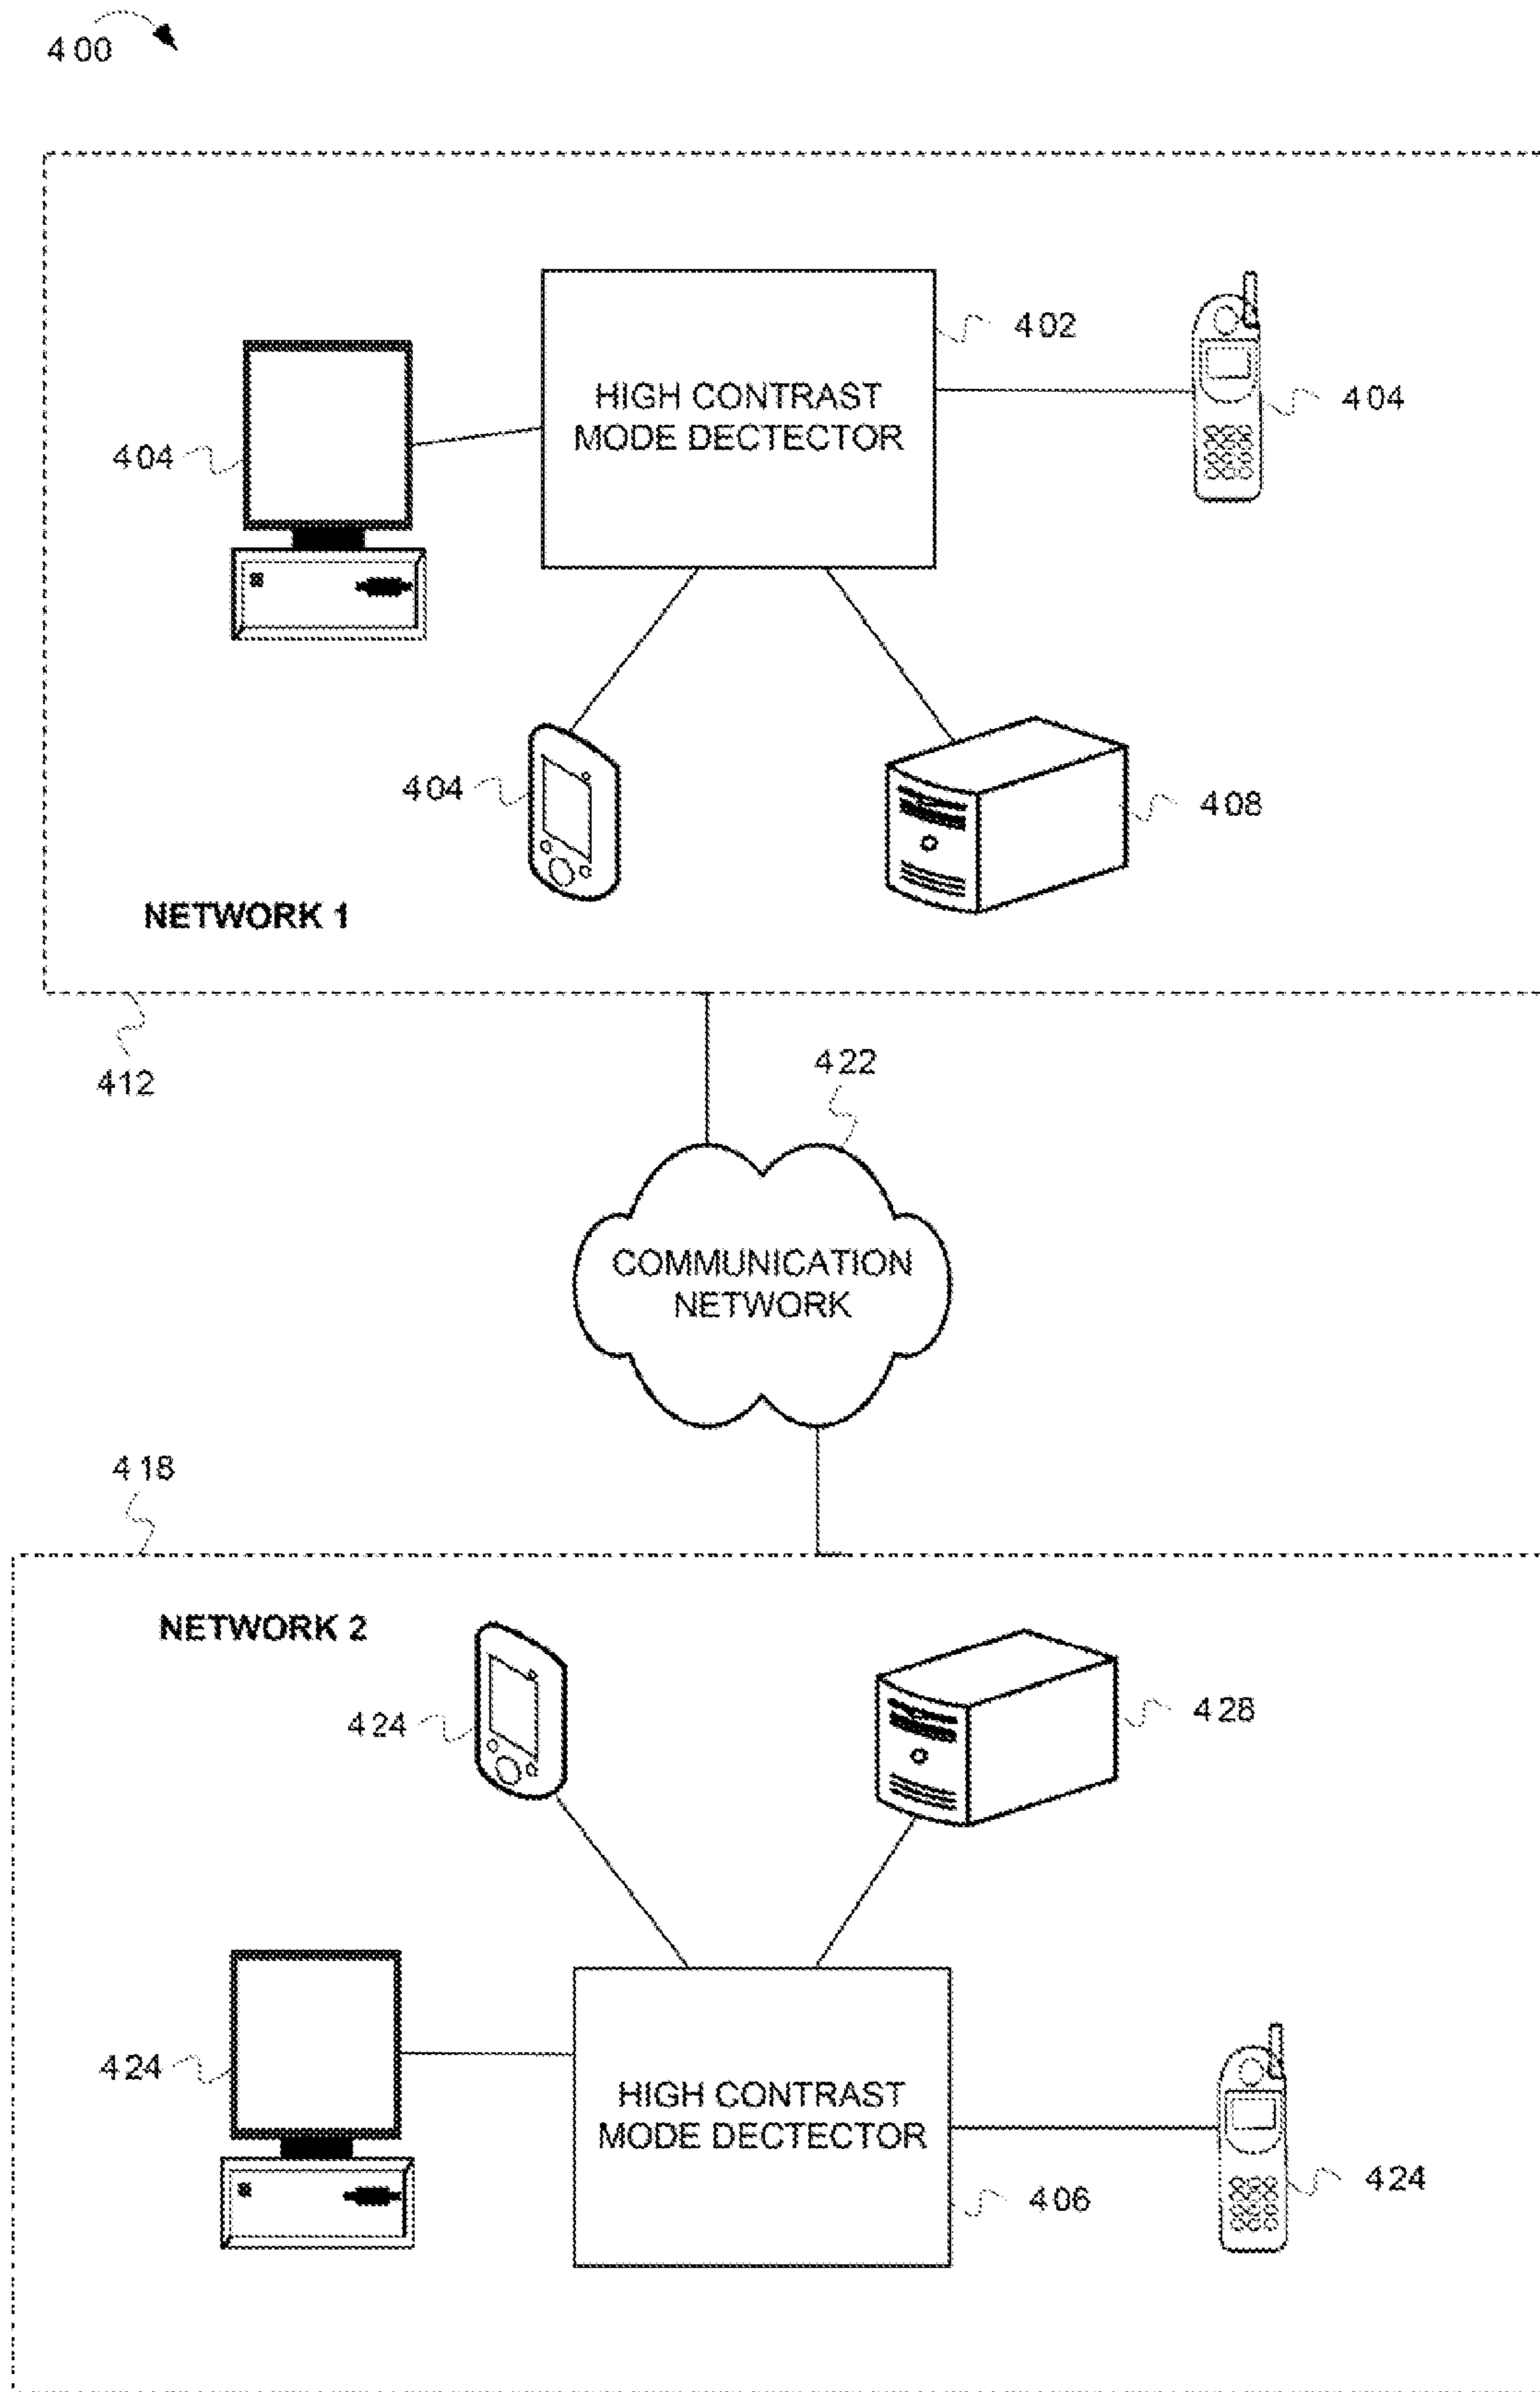 400
402
HIGH CONTRAST
MODE DECTECTOR
404
404
404
408
NETWORK 1
412
422
COMMUNICATION
NETWORK
418
NETWORK 2
424
428
424
HIGH CONTRAST
MODE DECTECTOR
424
406